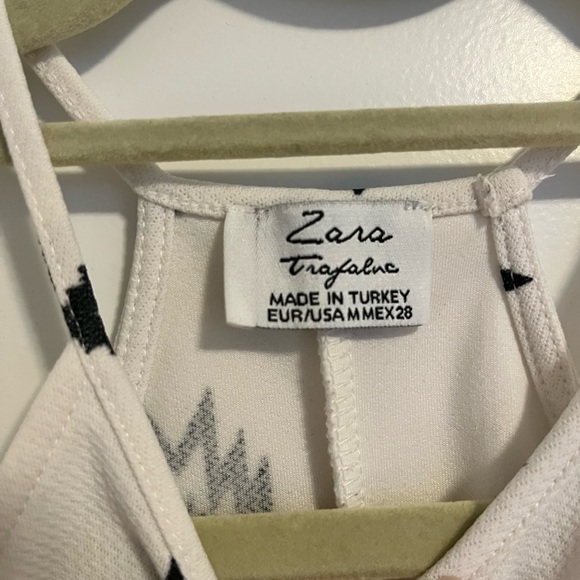 Zara
Trafaluc
MADE IN TURKEY
EUR/USA M MEX 28